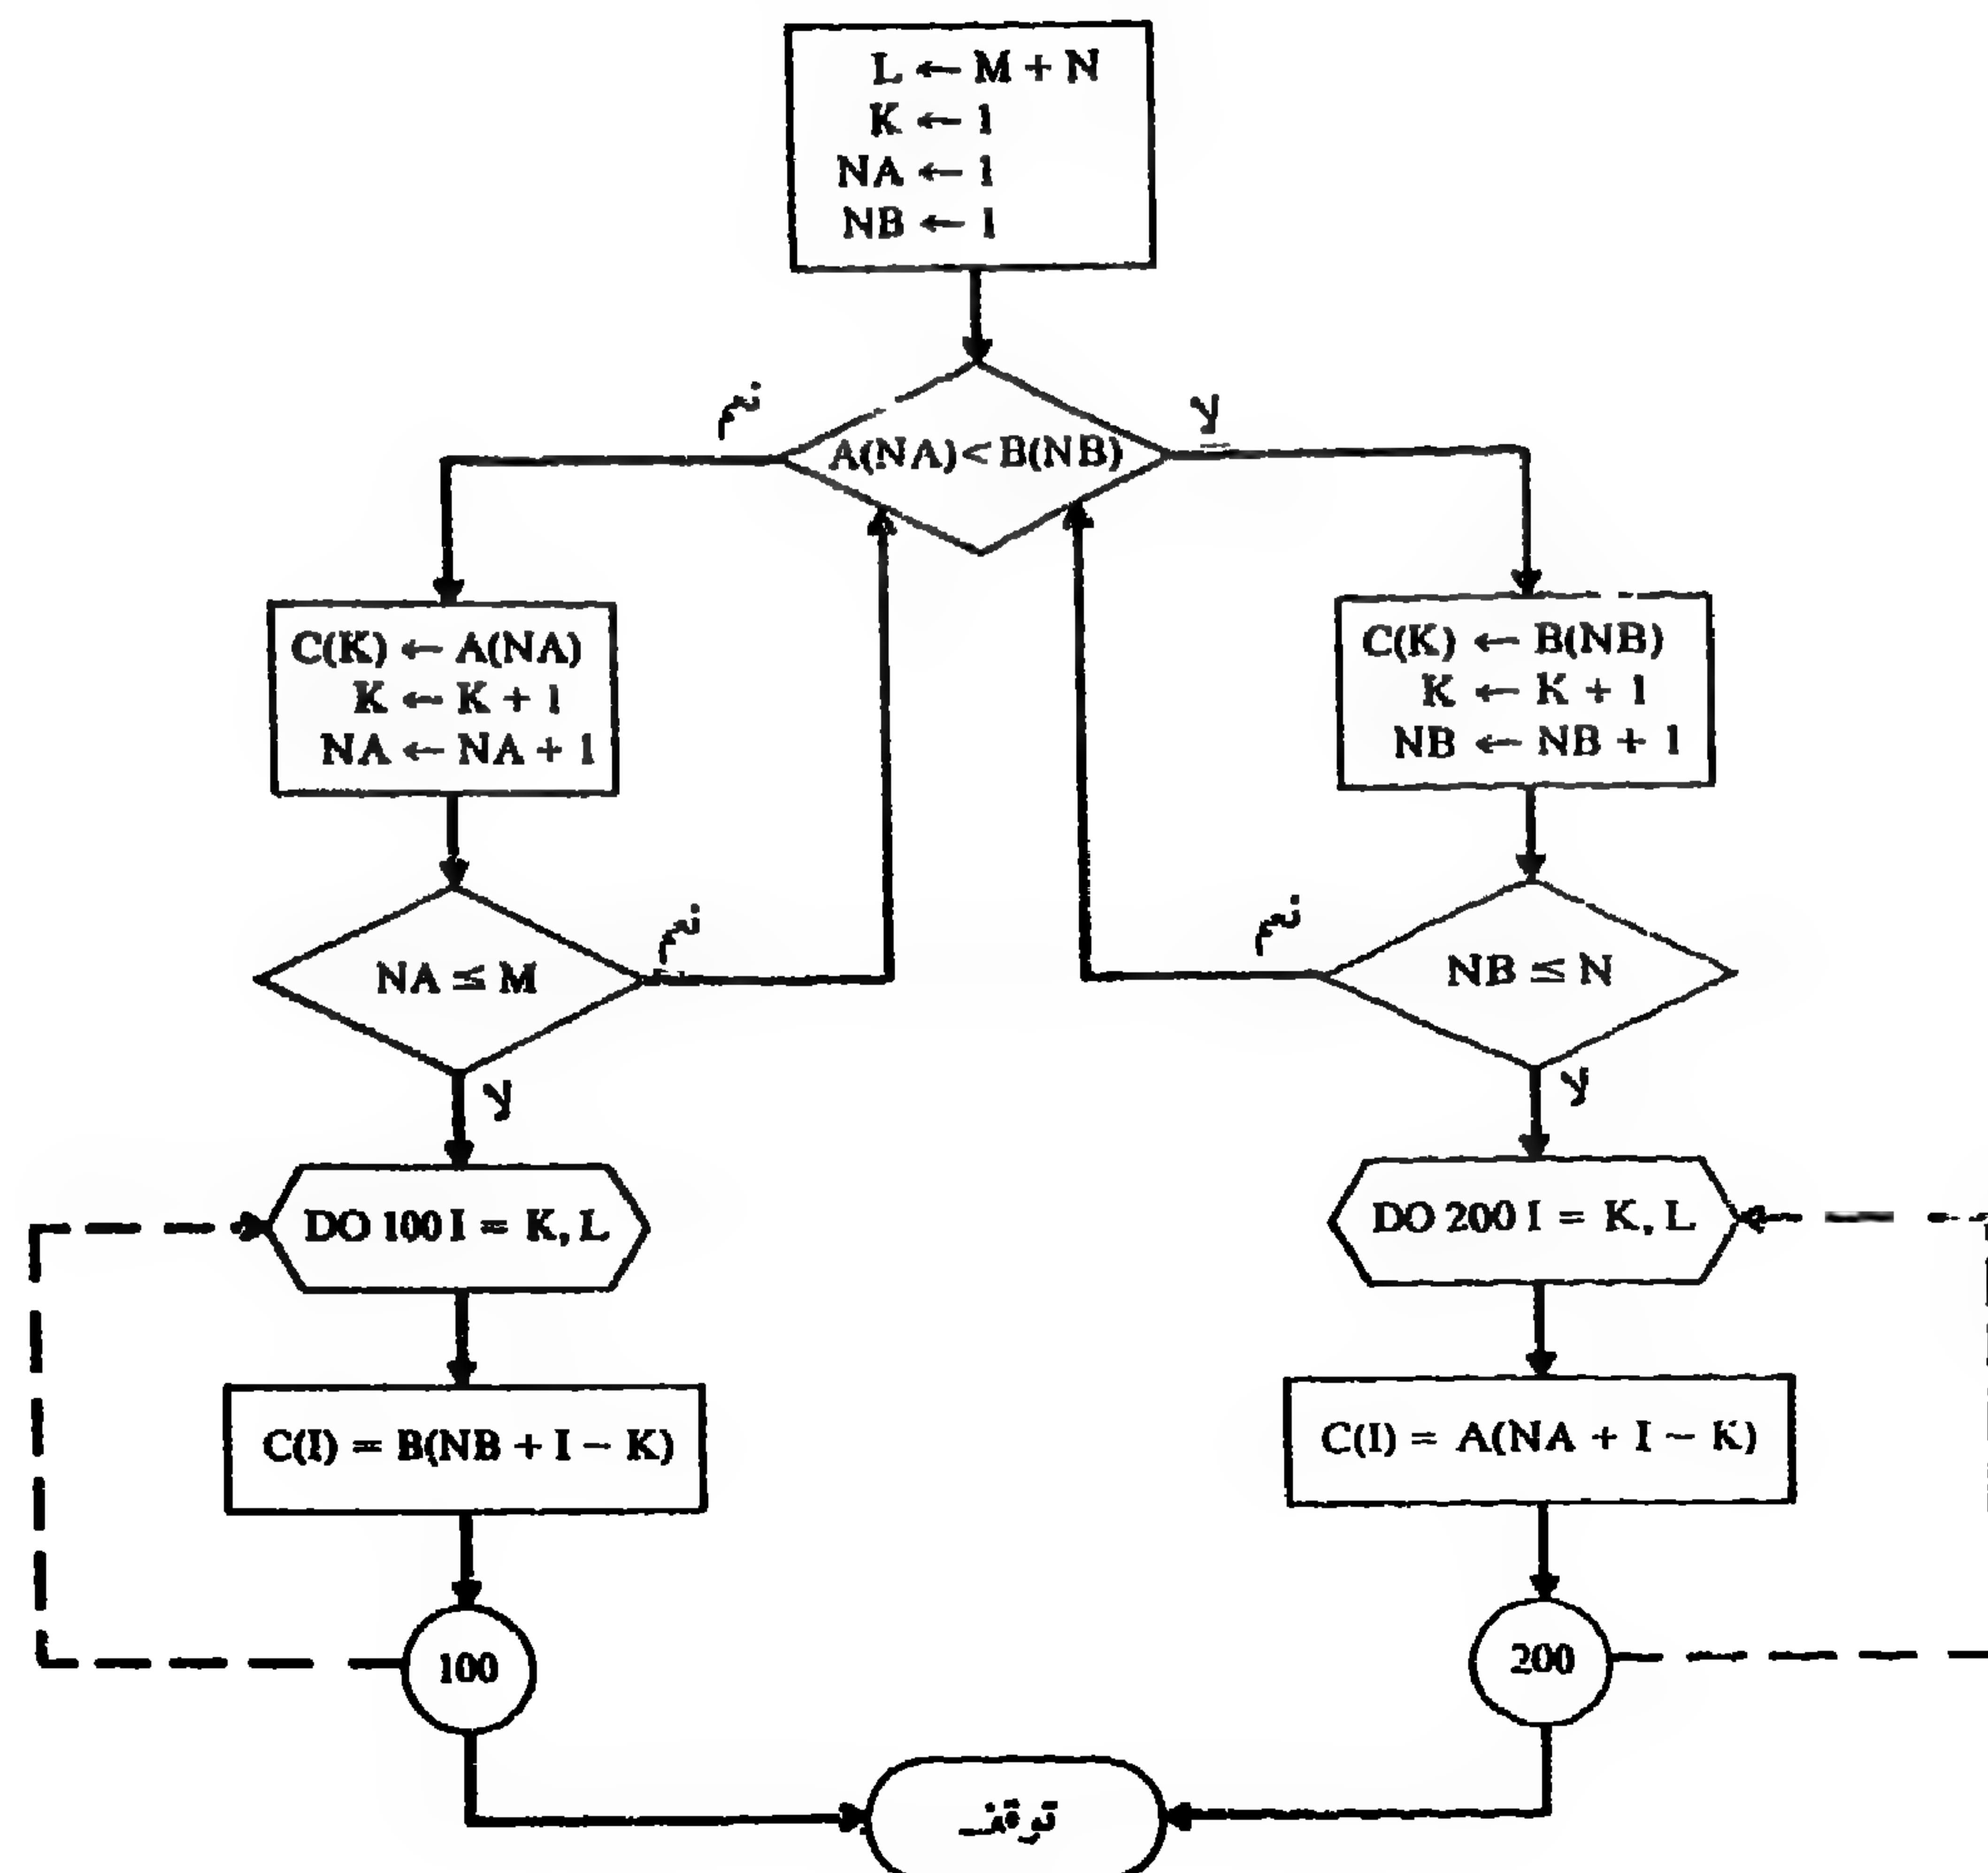 L ← M + N
K ← 1
NA ← 1
NB ← 1
نعم
لا
A(NA) < B(NB)
C(K) ← A(NA)
K ← K + 1
NA ← NA + 1
C(K) ← B(NB)
K ← K + 1
NB ← NB + 1
نعم
NA ≤ M
لا
نعم
NB ≤ N
لا
DO 100 I = K, L
DO 200 I = K, L
C(I) = B(NB + I − K)
C(I) = A(NA + I − K)
100
200
توقف